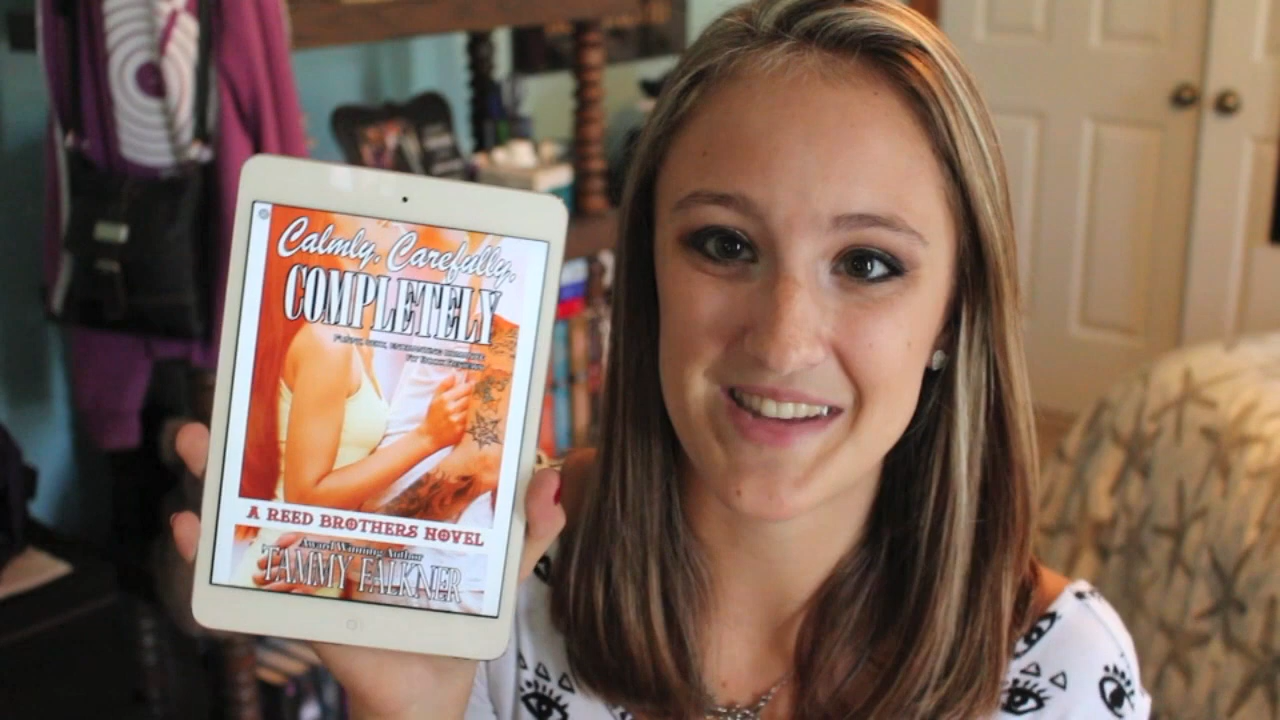 Calmly, Carefully,
COMPLETELY
A REED BROTHERS NOVEL
Award Winning Author
TAMMY FALKNER